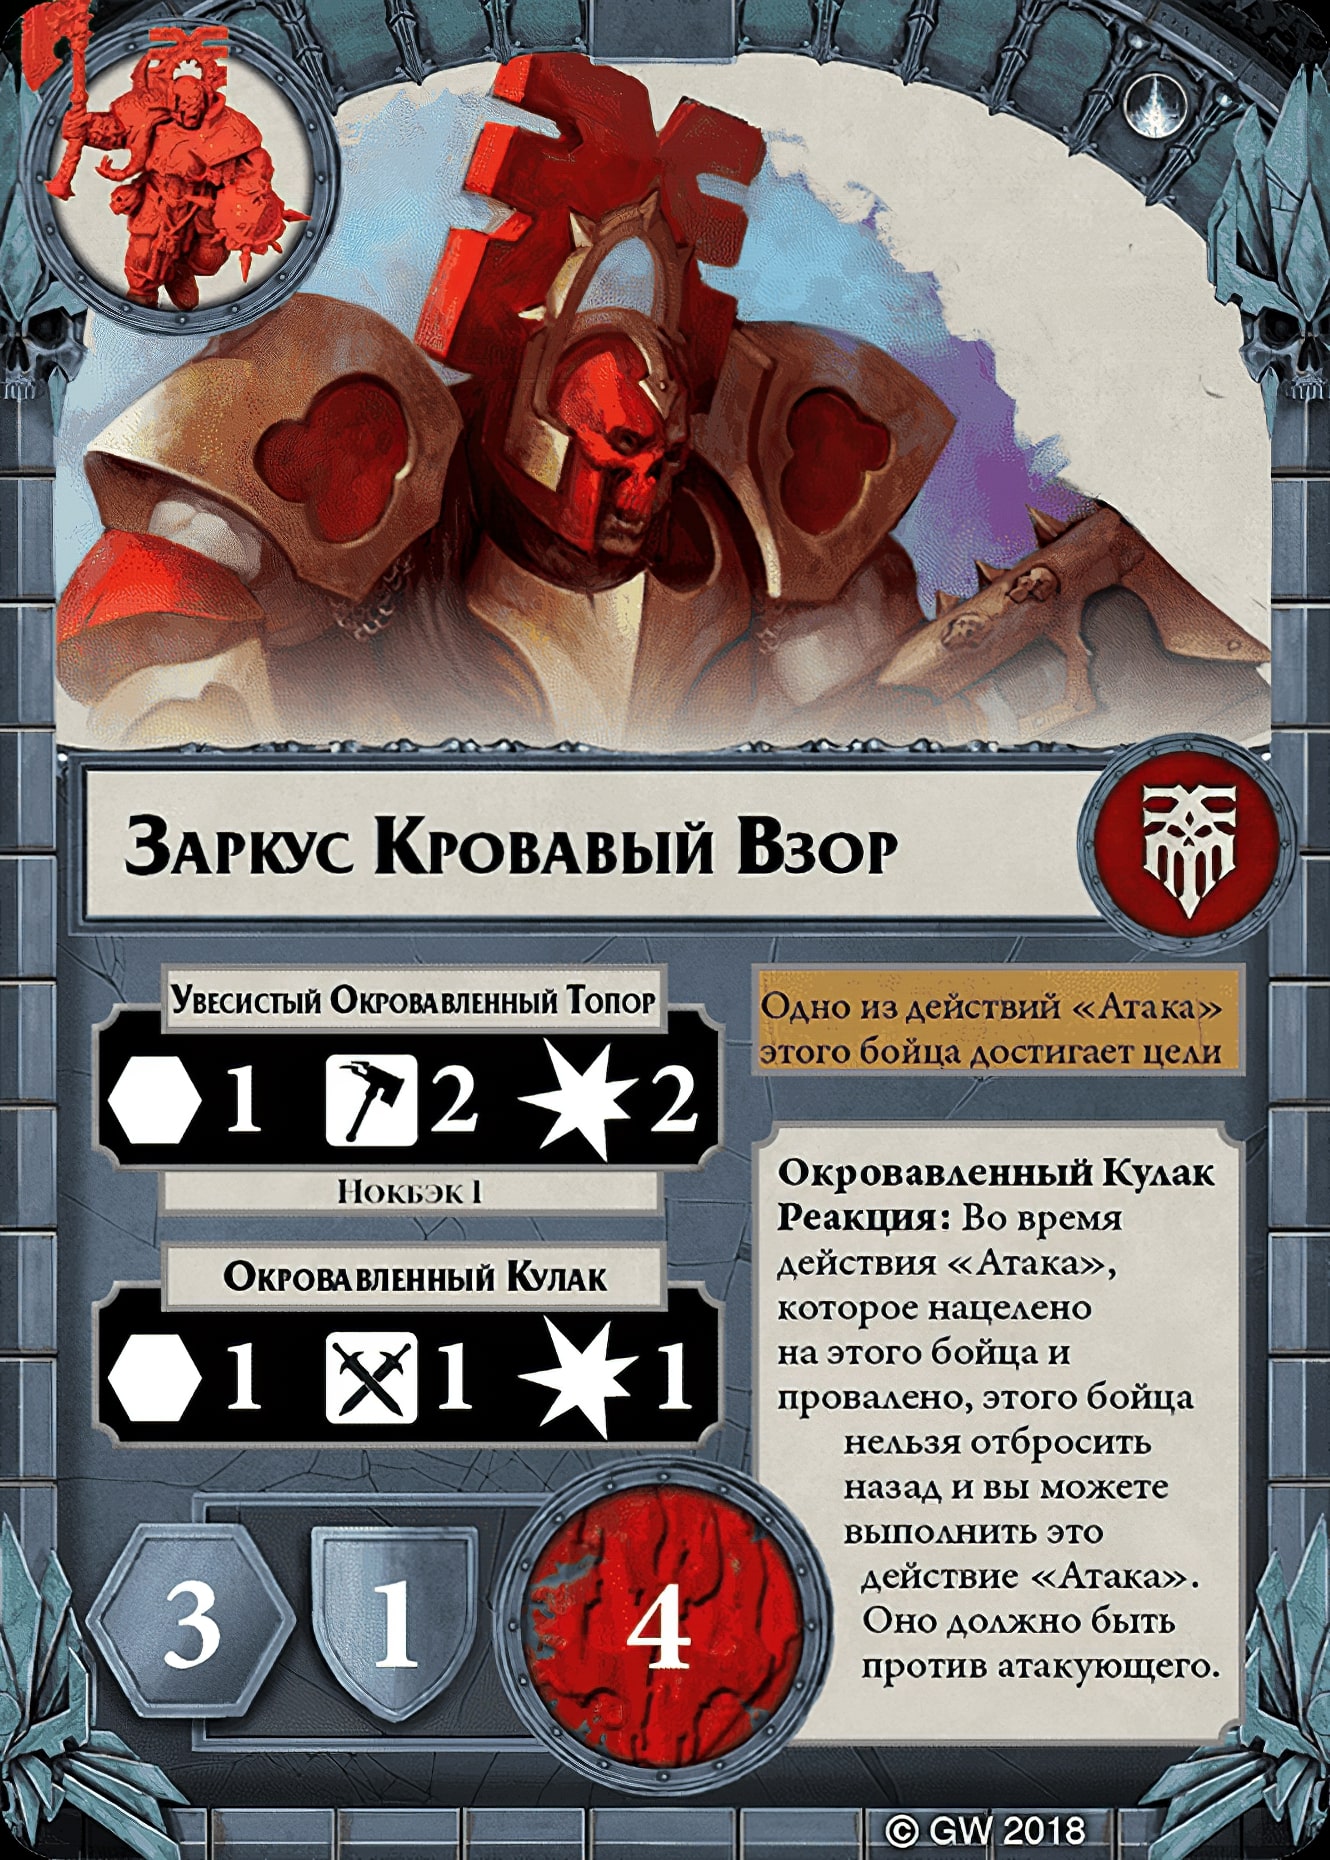 Заркус Кровавый Взор
Увесистый Окровавленный Топор
1 2 2
Нокбэк 1
Окровавленный Кулак
1 1 1
3 1 4
Одно из действий «Атака»
этого бойца достигает цели
Окровавленный Кулак
Реакция: Во время
действия «Атака»,
которое нацелено
на этого бойца и
провалено, этого бойца
нельзя отбросить
назад и вы можете
выполнить это
действие «Атака».
Оно должно быть
против атакующего.
© GW 2018